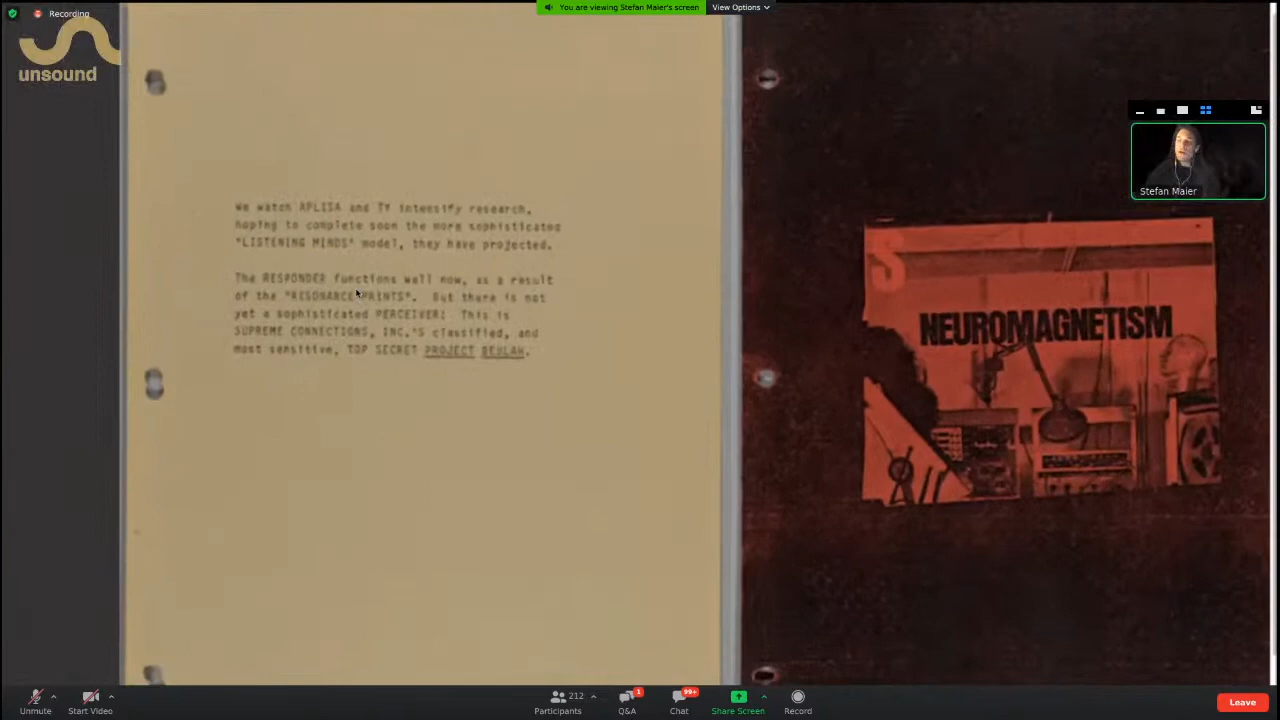 Recording
You are viewing Stefan Maier's screen
View Options
unsound
Stefan Maier
We watch APLISA and TY intensify research,
hoping to complete soon the more sophisticated
"LISTENING MINDS" model, they have projected.
The RESPONDER functions well now, as a result
of the "RESONANCE PRINTS". But there is not
yet a sophisticated PERCEIVER! This is
SUPREME CONNECTIONS, INC.'S classified, and
most sensitive, TOP SECRET PROJECT BEULAH.
S
NEUROMAGNETISM
Unmute
Start Video
212
Participants
1
Q&A
99+
Chat
Share Screen
Record
Leave